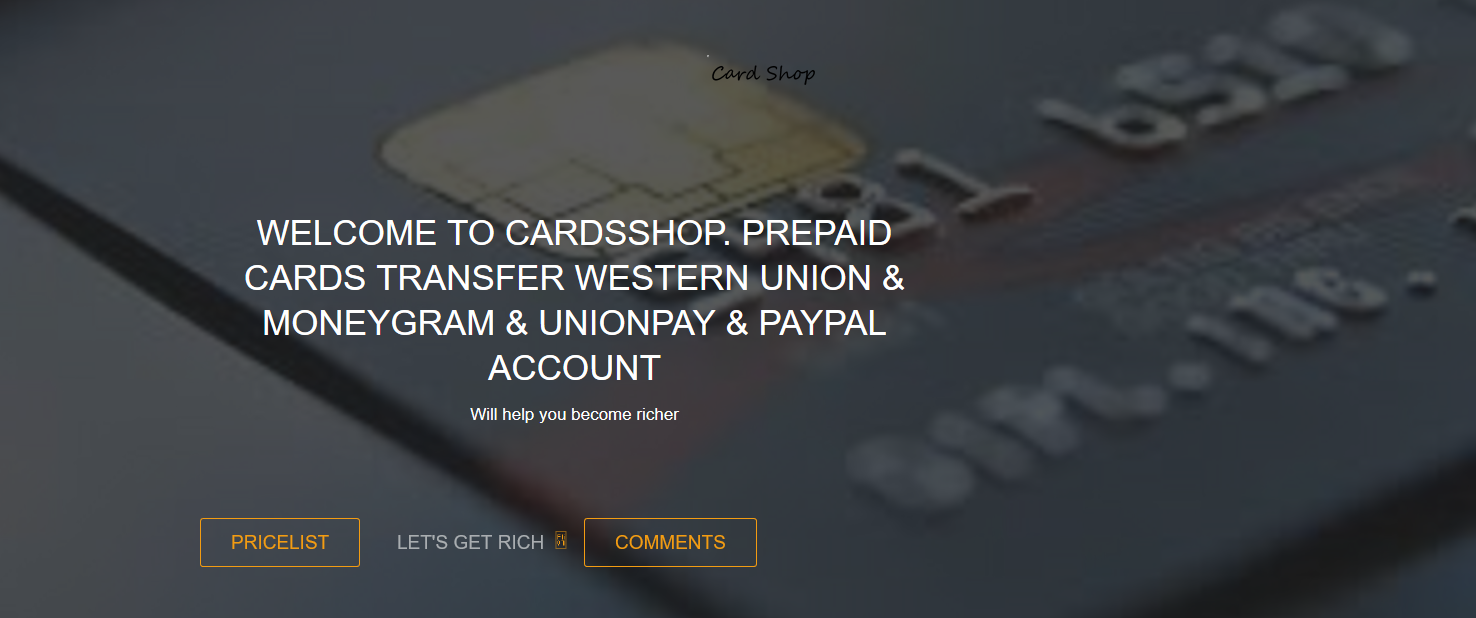 Card Shop
WELCOME TO CARDSSHOP. PREPAID
CARDS TRANSFER WESTERN UNION &
MONEYGRAM & UNIONPAY & PAYPAL
ACCOUNT
Will help you become richer
PRICELIST LET'S GET RICH COMMENTS